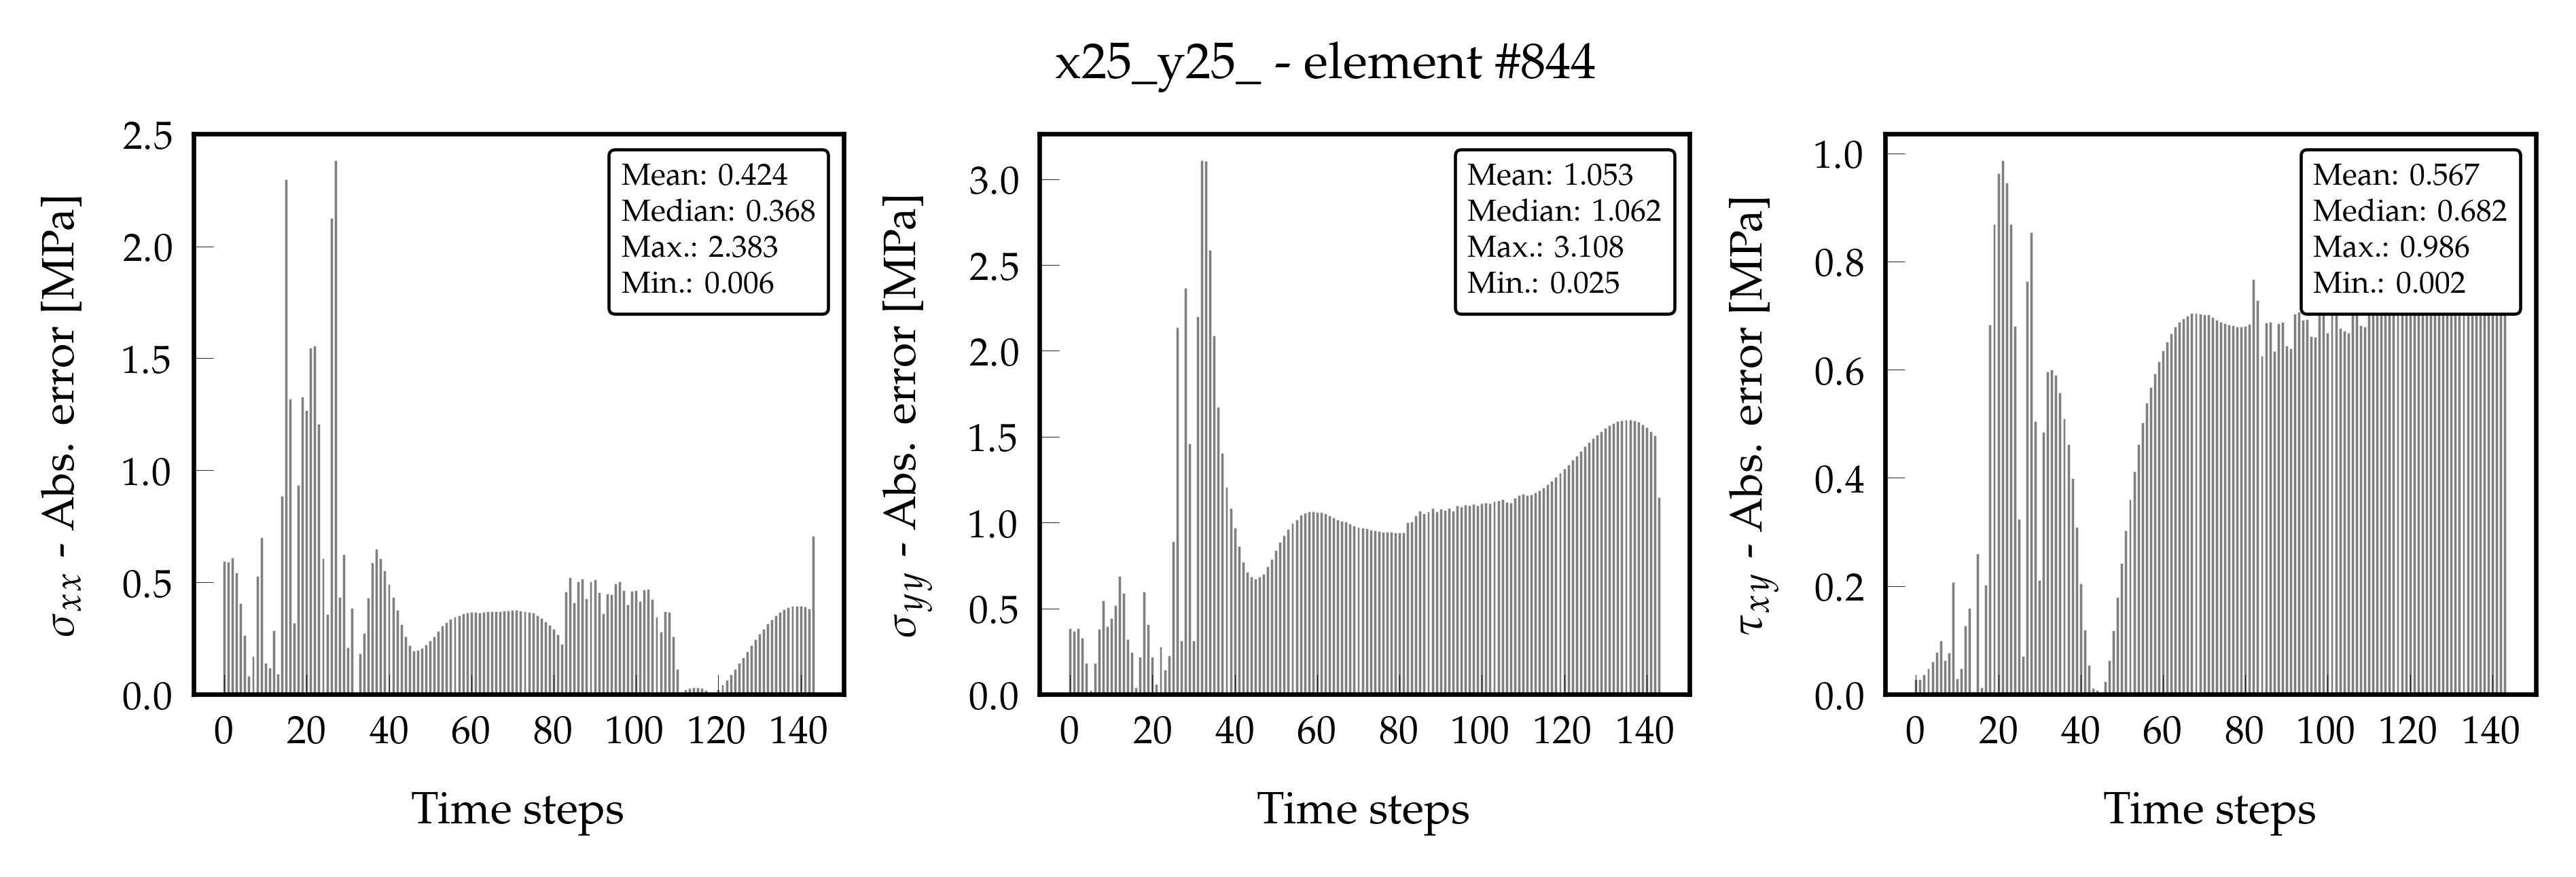 x25_y25_ - element #844
σxx - Abs. error [MPa]
2.5
2.0
1.5
1.0
0.5
0.0
Mean: 0.424
Median: 0.368
Max.: 2.383
Min.: 0.006
0 20 40 60 80 100 120 140
Time steps
σyy - Abs. error [MPa]
3.0
2.5
2.0
1.5
1.0
0.5
0.0
Mean: 1.053
Median: 1.062
Max.: 3.108
Min.: 0.025
0 20 40 60 80 100 120 140
Time steps
τxy - Abs. error [MPa]
1.0
0.8
0.6
0.4
0.2
0.0
Mean: 0.567
Median: 0.682
Max.: 0.986
Min.: 0.002
0 20 40 60 80 100 120 140
Time steps